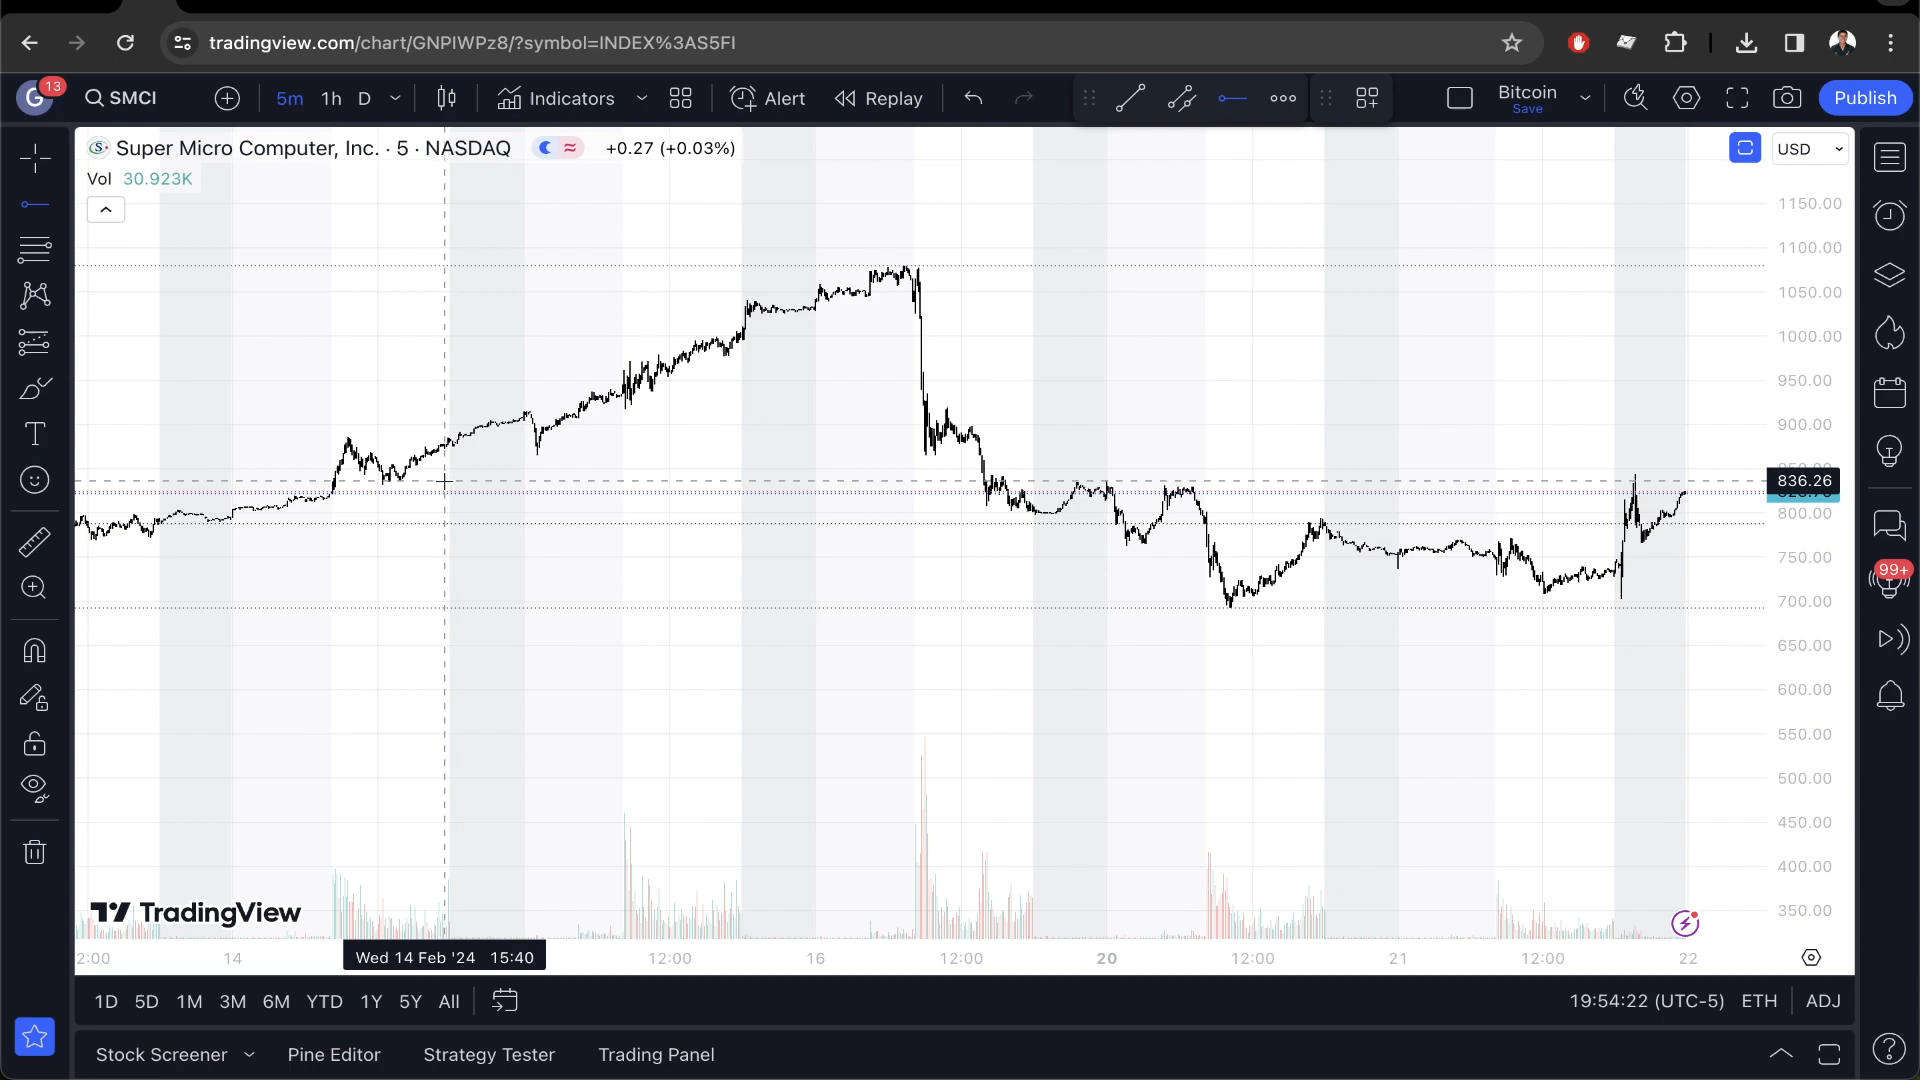 tradingview.com/chart/GNPIWPz8/?symbol=INDEX%3AS5FI
G 13 SMCI 5m 1h D Indicators Alert Replay Bitcoin Save Publish
Super Micro Computer, Inc. · 5 · NASDAQ +0.27 (+0.03%) USD
Vol 30.923K
1150.00
1100.00
1050.00
1000.00
950.00
900.00
836.26
800.00
750.00
700.00
99+
650.00
600.00
550.00
500.00
450.00
400.00
350.00
TradingView
2:00 14 Wed 14 Feb '24 15:40 12:00 16 12:00 20 12:00 21 12:00 22
1D 5D 1M 3M 6M YTD 1Y 5Y All 19:54:22 (UTC-5) ETH ADJ
Stock Screener Pine Editor Strategy Tester Trading Panel